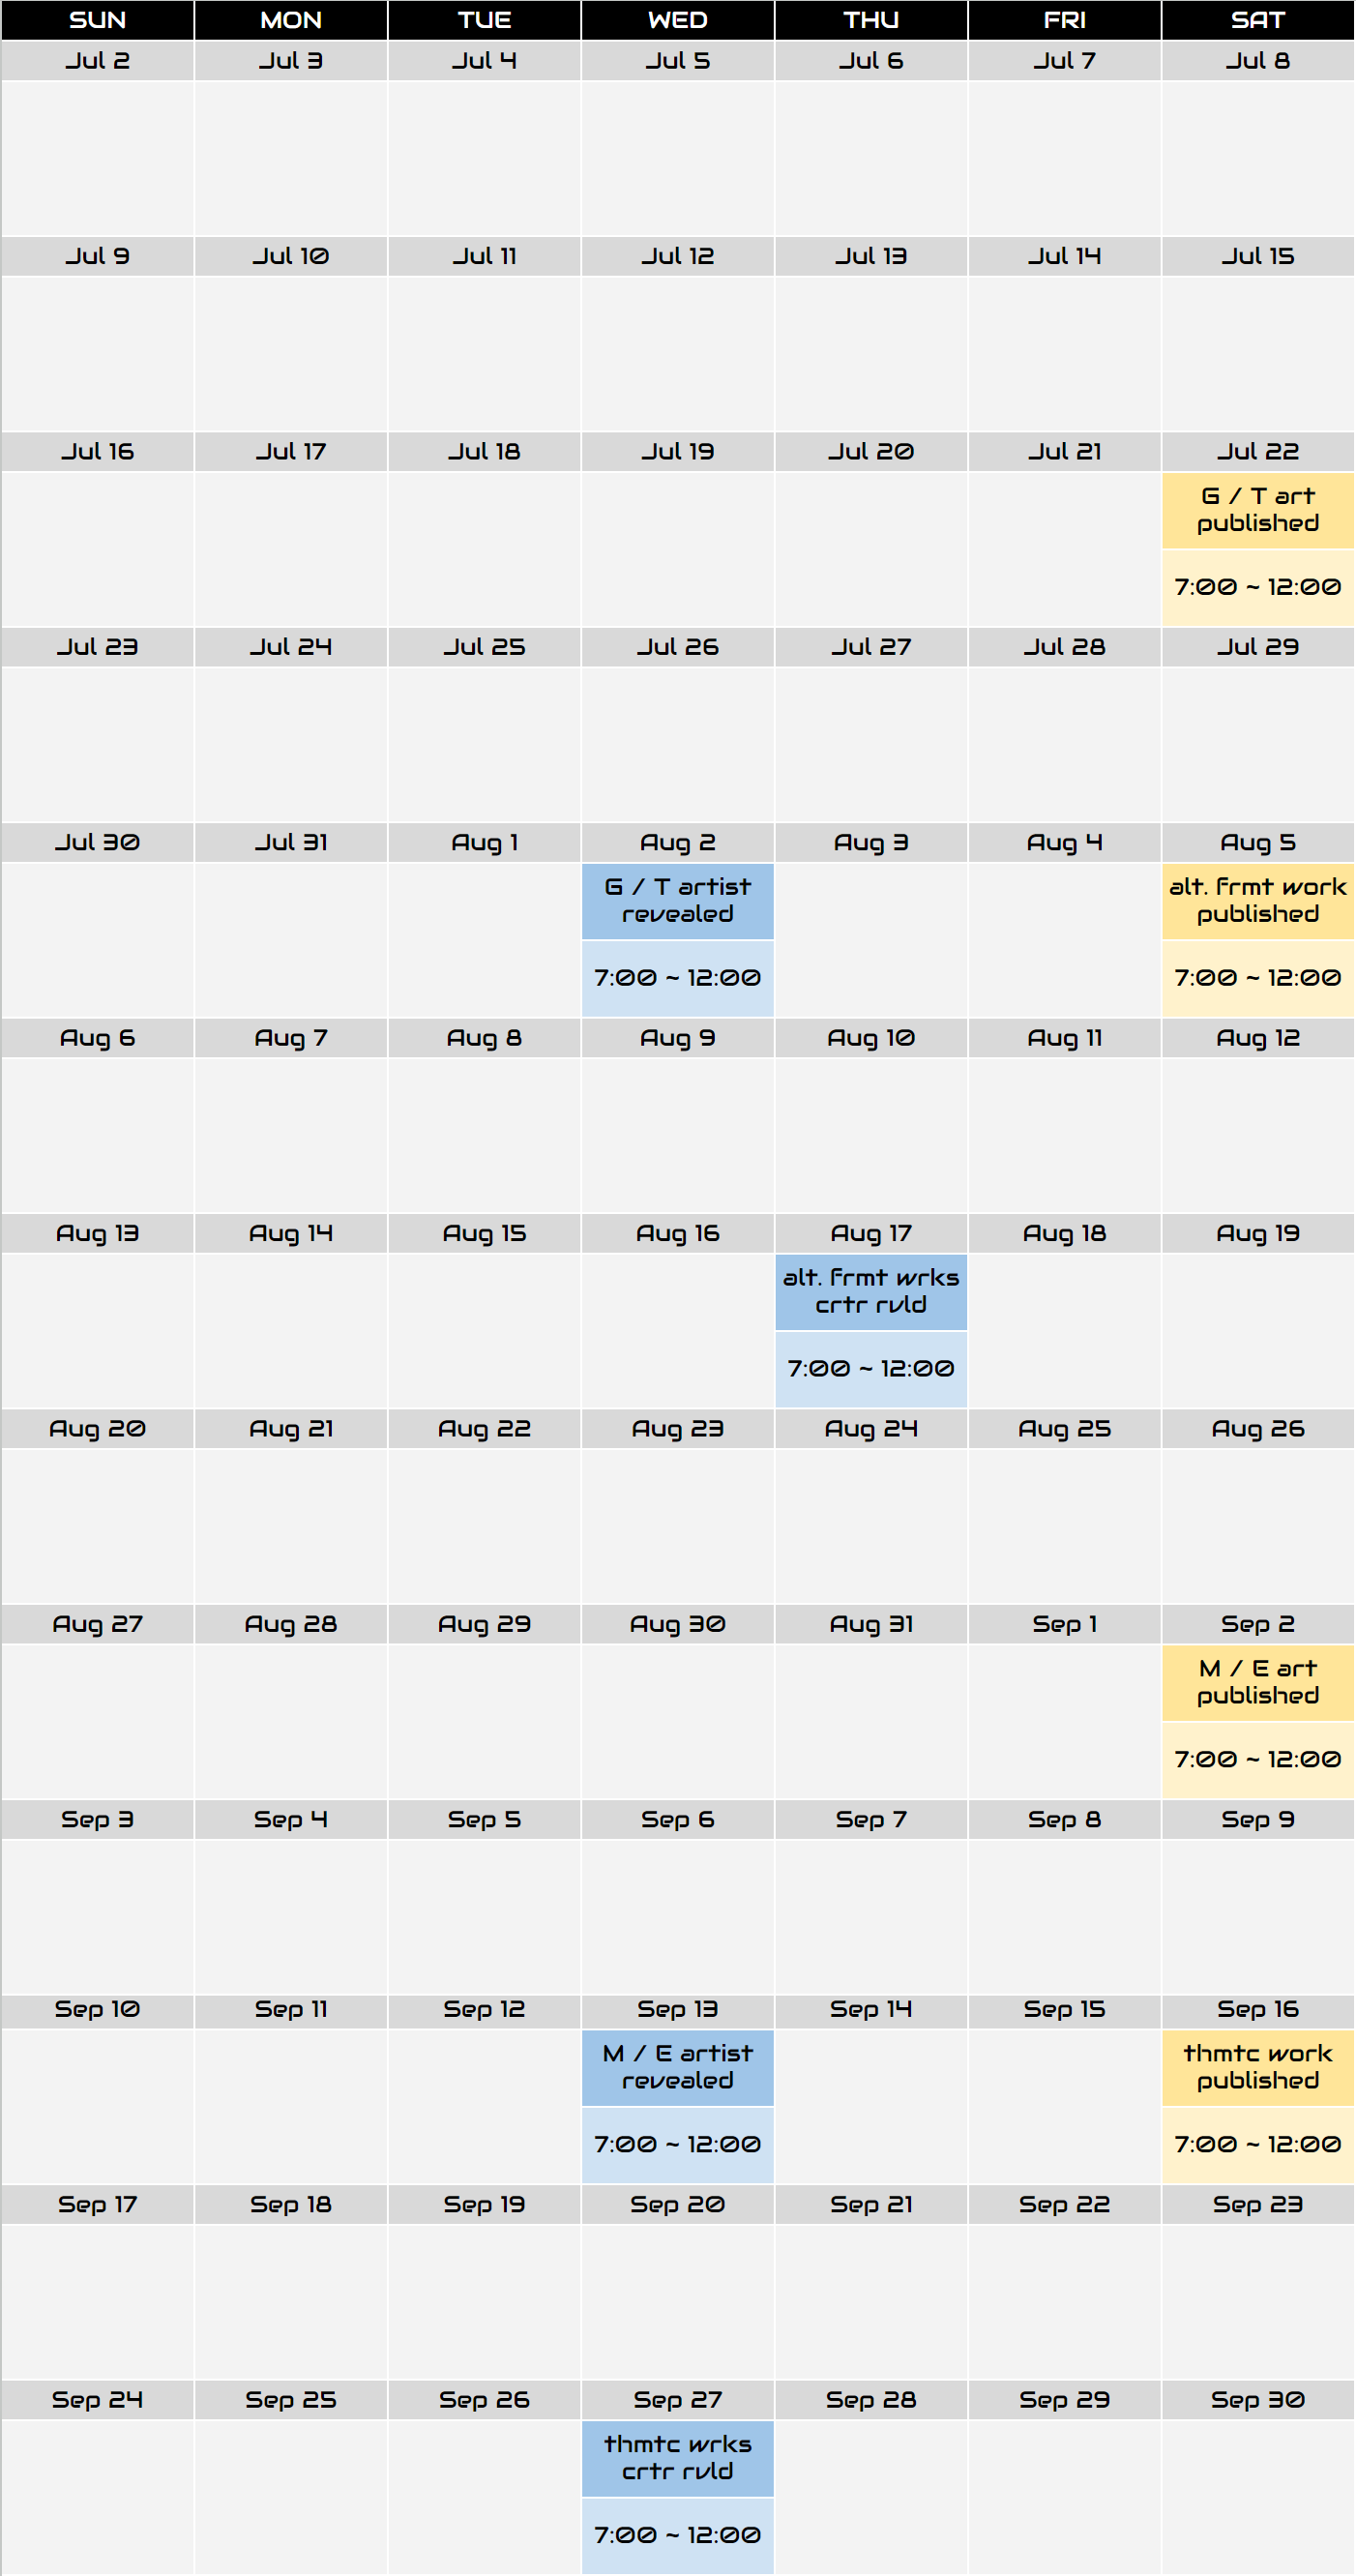 SUN MON TUE WED THU FRI SAT
Jul 2 Jul 3 Jul 4 Jul 5 Jul 6 Jul 7 Jul 8
Jul 9 Jul 10 Jul 11 Jul 12 Jul 13 Jul 14 Jul 15
Jul 16 Jul 17 Jul 18 Jul 19 Jul 20 Jul 21 Jul 22
G / T art
published
7:00 ~ 12:00
Jul 23 Jul 24 Jul 25 Jul 26 Jul 27 Jul 28 Jul 29
Jul 30 Jul 31 Aug 1 Aug 2 Aug 3 Aug 4 Aug 5
G / T artist alt. frmt work
revealed published
7:00 ~ 12:00 7:00 ~ 12:00
Aug 6 Aug 7 Aug 8 Aug 9 Aug 10 Aug 11 Aug 12
Aug 13 Aug 14 Aug 15 Aug 16 Aug 17 Aug 18 Aug 19
alt. frmt wrks
crtr rvld
7:00 ~ 12:00
Aug 20 Aug 21 Aug 22 Aug 23 Aug 24 Aug 25 Aug 26
Aug 27 Aug 28 Aug 29 Aug 30 Aug 31 Sep 1 Sep 2
M / E art
published
7:00 ~ 12:00
Sep 3 Sep 4 Sep 5 Sep 6 Sep 7 Sep 8 Sep 9
Sep 10 Sep 11 Sep 12 Sep 13 Sep 14 Sep 15 Sep 16
M / E artist thmtc work
revealed published
7:00 ~ 12:00 7:00 ~ 12:00
Sep 17 Sep 18 Sep 19 Sep 20 Sep 21 Sep 22 Sep 23
Sep 24 Sep 25 Sep 26 Sep 27 Sep 28 Sep 29 Sep 30
thmtc wrks
crtr rvld
7:00 ~ 12:00